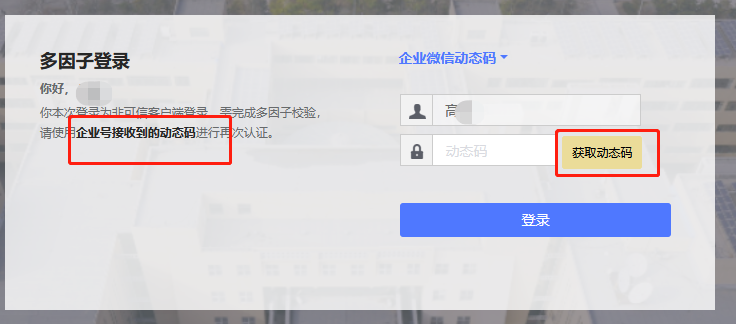 多因子登录
你好，
你本次登录为非可信客户端登录，需完成多因子校验，
请使用企业号接收到的动态码进行再次认证。
企业微信动态码
高
动态码
获取动态码
登录